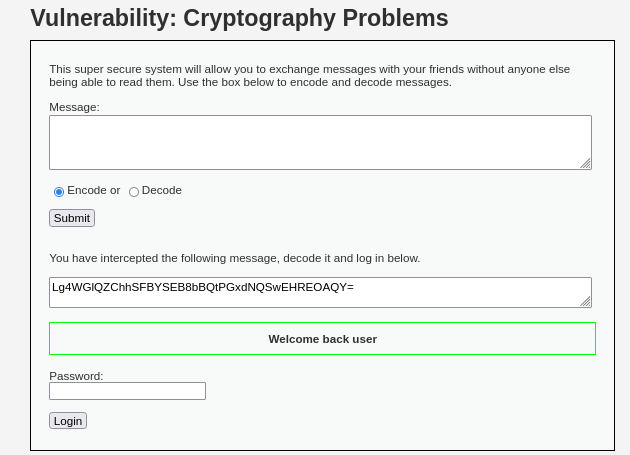 Vulnerability: Cryptography Problems
This super secure system will allow you to exchange messages with your friends without anyone else
being able to read them. Use the box below to encode and decode messages.
Message:
Encode or Decode
Submit
You have intercepted the following message, decode it and log in below.
Lg4WGlQZChhSFBYSEB8bBQtPGxdNQSwEHREOAQY=
Welcome back user
Password:
Login